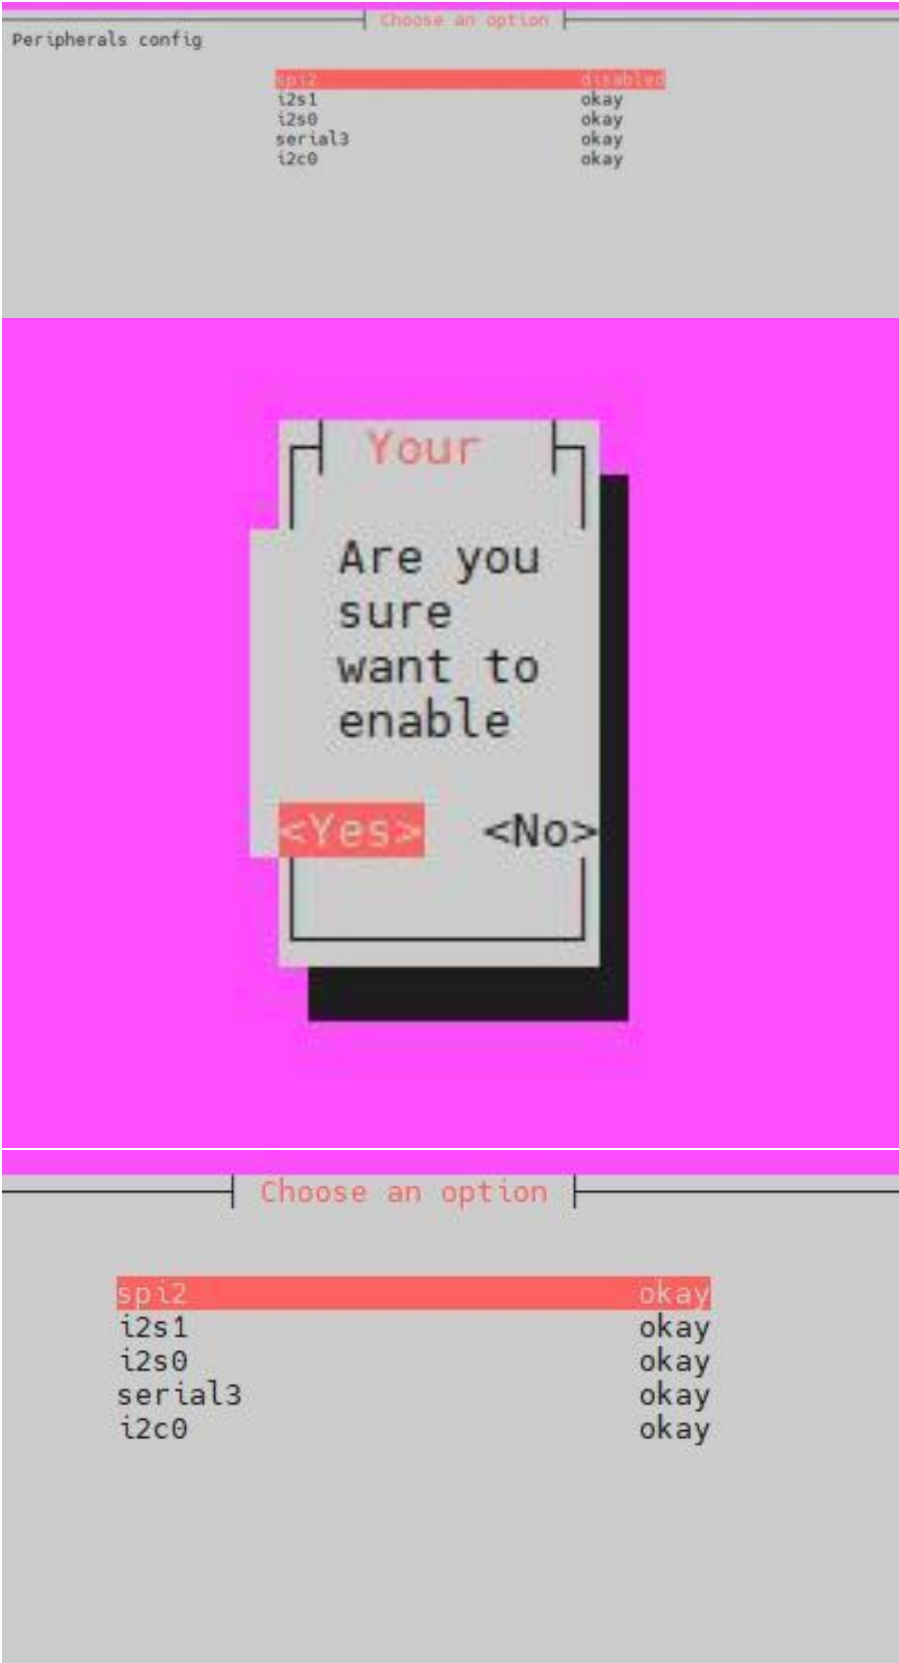 Choose an option
Peripherals config
spi2 disabled
i2s1 okay
i2s0 okay
serial3 okay
i2c0 okay
Your
Are you
sure
want to
enable
<Yes> <No>
Choose an option
spi2 okay
i2s1 okay
i2s0 okay
serial3 okay
i2c0 okay